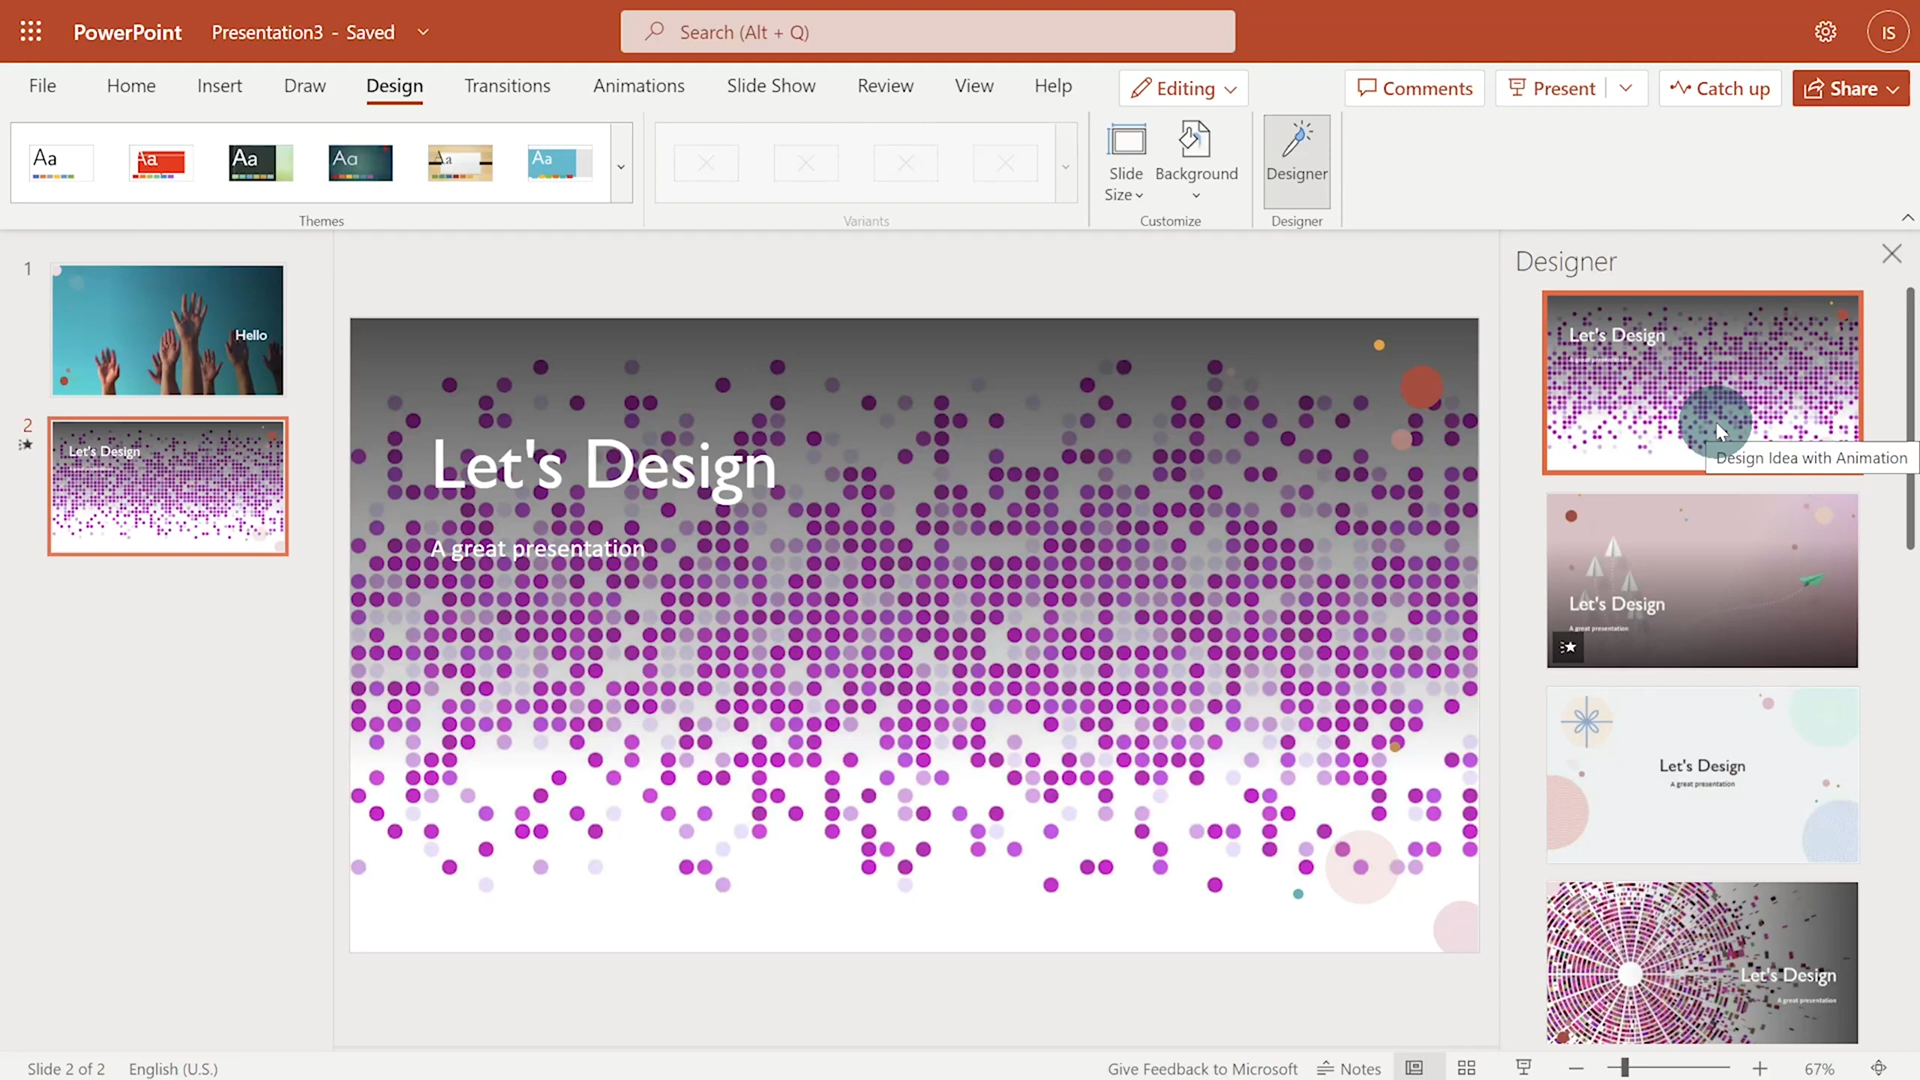 PowerPoint
Presentation3 - Saved
Search (Alt + Q)
IS
File
Home
Insert
Draw
Design
Transitions
Animations
Slide Show
Review
View
Help
Editing
Comments
Present
Catch up
Share
Aa
Aa
Aa
Aa
Aa
Aa
Themes
Variants
Slide
Size
Background
Customize
Designer
Designer
1
Hello
2
Let's Design
Let's Design
A great presentation
Designer
Let's Design
Design Idea with Animation
Let's Design
A great presentation
Let's Design
A great presentation
Let's Design
A great presentation
Slide 2 of 2
English (U.S.)
Give Feedback to Microsoft
Notes
67%